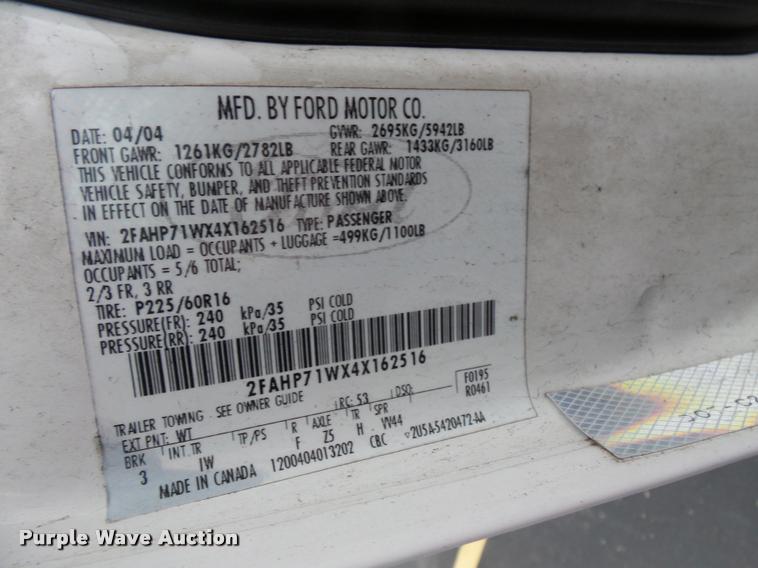 MFD. BY FORD MOTOR CO.
DATE: 04/04 GVWR: 2695KG/5942LB
FRONT GAWR: 1261KG/2782LB REAR GAWR: 1433KG/3160LB
THIS VEHICLE CONFORMS TO ALL APPLICABLE FEDERAL MOTOR
VEHICLE SAFETY, BUMPER, AND THEFT PREVENTION STANDARDS
IN EFFECT ON THE DATE OF MANUFACTURE SHOWN ABOVE.
VIN: 2FAHP71WX4X162516 TYPE: PASSENGER
MAXIMUM LOAD = OCCUPANTS + LUGGAGE =499KG/1100LB
OCCUPANTS = 5/6 TOTAL;
2/3 FR, 3 RR
TIRE: P225/60R16
PRESSURE(FR): 240 kPa/35 PSI COLD
PRESSURE(RR): 240 kPa/35 PSI COLD
2FAHP71WX4X162516
TRAILER TOWING - SEE OWNER GUIDE RC: 53 DSO: F0195
EXT PNT: WT R0461
BRK INT TR TP/PS R AXLE TR SPR
3 IW F Z5 H VV44
MADE IN CANADA 1200404013202 CBC 2U5A-5420472-AA
Purple Wave Auction